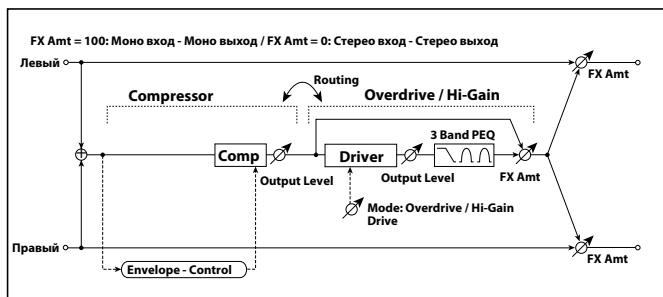 FX Amt = 100: Моно вход - Моно выход / FX Amt = 0: Стерео вход - Стерео выход
Левый
FX Amt
Routing
Compressor
Overdrive / Hi-Gain
3 Band PEQ
Comp
Driver
Output Level
Output Level
FX Amt
Mode: Overdrive / Hi-Gain
Drive
Правый
FX Amt
Envelope - Control